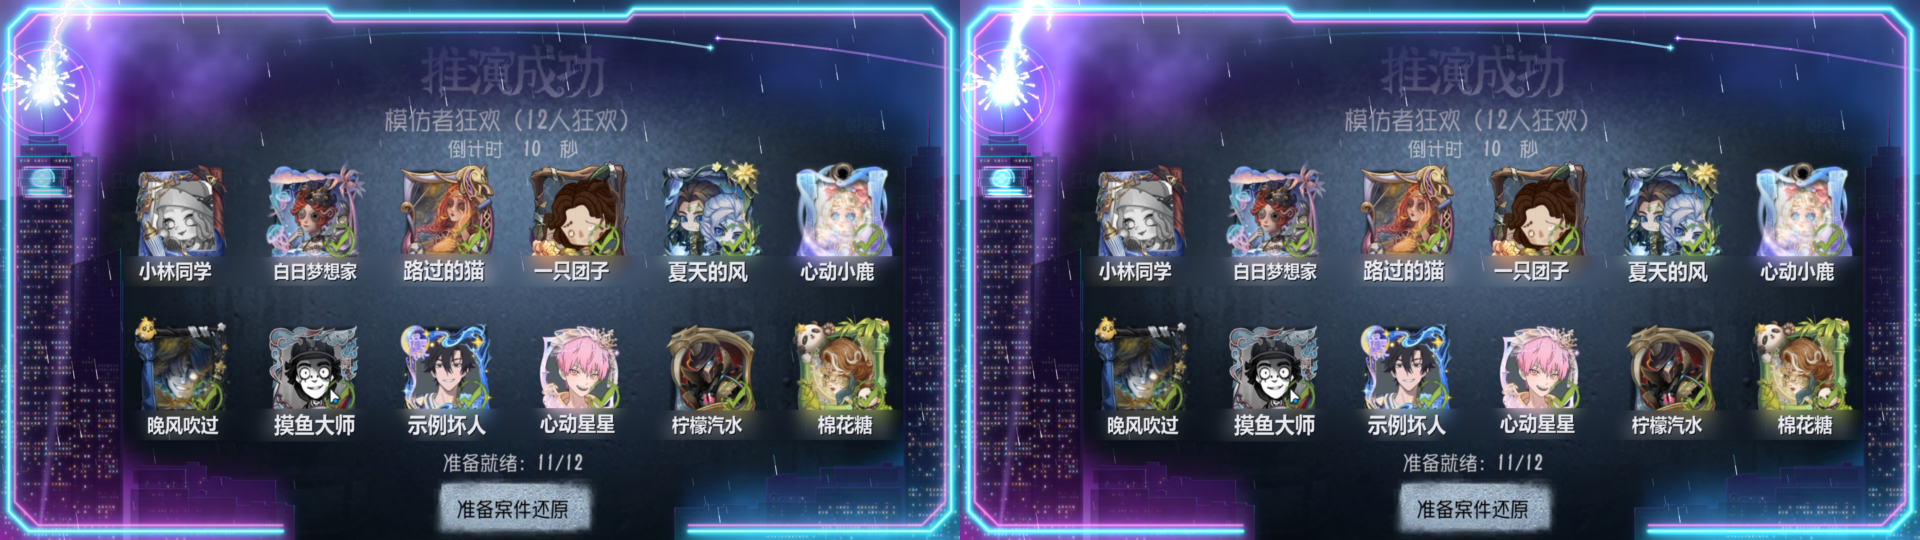 推演成功
模仿者狂欢（12人狂欢）
倒计时 10 秒
小林同学 白日梦想家 路过的猫 一只团子 夏天的风 心动小鹿
晚风吹过 摸鱼大师 示例坏人 心动星星 柠檬汽水 棉花糖
准备就绪：11/12
准备案件还原
推演成功
模仿者狂欢（12人狂欢）
倒计时 10 秒
小林同学 白日梦想家 路过的猫 一只团子 夏天的风 心动小鹿
晚风吹过 摸鱼大师 示例坏人 心动星星 柠檬汽水 棉花糖
准备就绪：11/12
准备案件还原